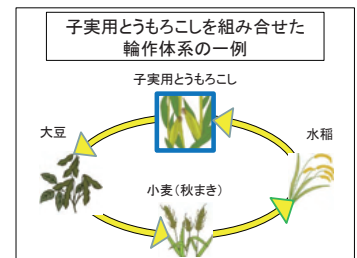 子実用とうもろこしを組み合せた
輪作体系の一例
子実用とうもろこし
大豆
水稲
小麦(秋まき)